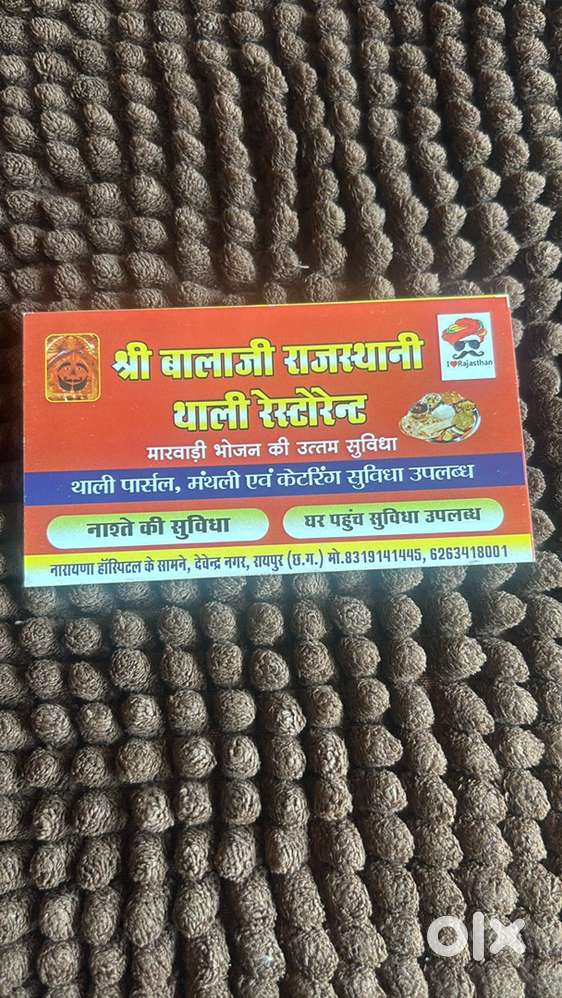 श्री बालाजी राजस्थानी
थाली रेस्टोरेन्ट
I ❤ Rajasthan
मारवाड़ी भोजन की उत्तम सुविधा
थाली पार्सल, मंथली एवं केटरिंग सुविधा उपलब्ध
नाश्ते की सुविधा
घर पहुंच सुविधा उपलब्ध
नारायणा हॉस्पिटल के सामने, देवेन्द्र नगर, रायपुर (छ.ग.) मो.8319141445, 6263418001
olx